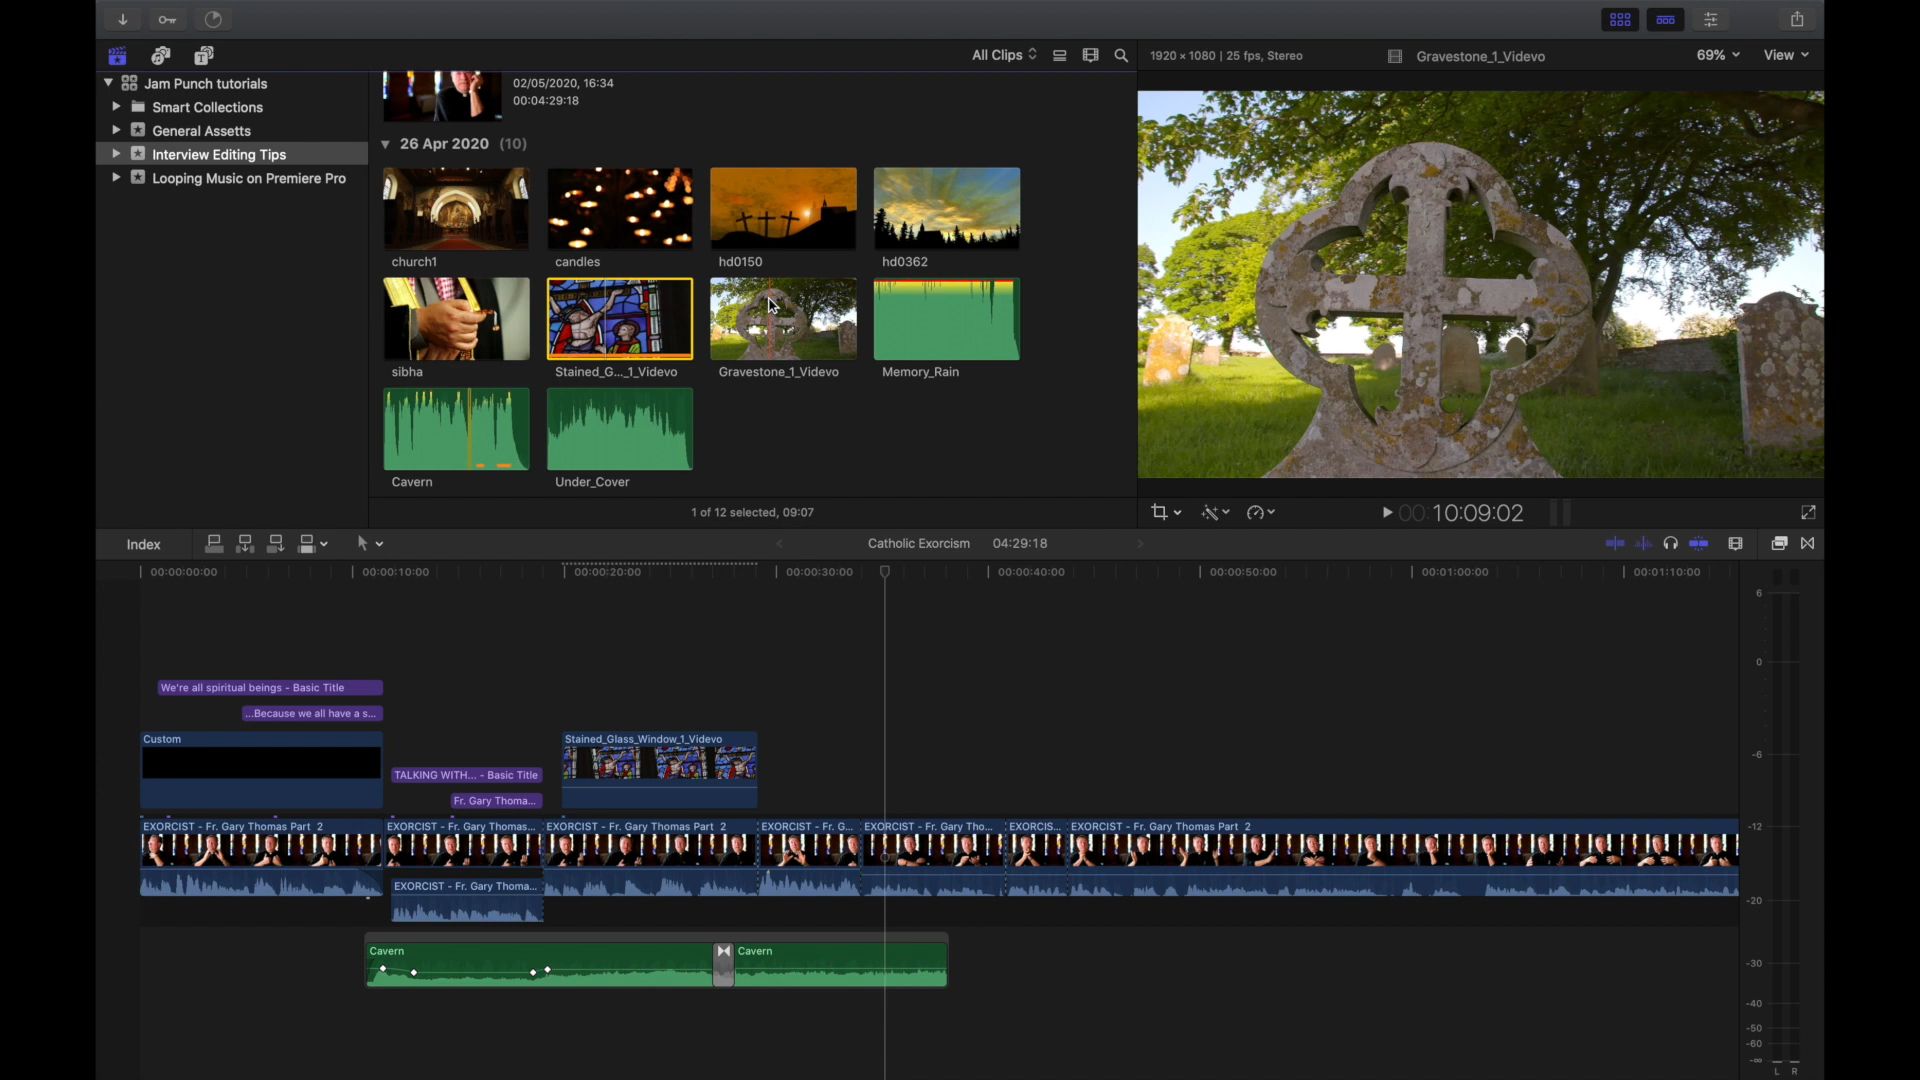 All Clips
1920 × 1080 | 25 fps, Stereo
Gravestone_1_Videvo
69%
View
Jam Punch tutorials
Smart Collections
General Assetts
Interview Editing Tips
Looping Music on Premiere Pro
02/05/2020, 16:34
00:04:29:18
26 Apr 2020 (10)
church1
candles
hd0150
hd0362
sibha
Stained_G..._1_Videvo
Gravestone_1_Videvo
Memory_Rain
Cavern
Under_Cover
1 of 12 selected, 09:07
00:10:09:02
Index
Catholic Exorcism 04:29:18
00:00:00:00
00:00:10:00
00:00:20:00
00:00:30:00
00:00:40:00
00:00:50:00
00:01:00:00
00:01:10:00
We're all spiritual beings - Basic Title
...Because we all have a s...
Custom
Stained_Glass_Window_1_Videvo
TALKING WITH... - Basic Title
Fr. Gary Thoma...
EXORCIST - Fr. Gary Thomas Part 2
EXORCIST - Fr. Gary Thomas...
EXORCIST - Fr. Gary Thomas Part 2
EXORCIST - Fr. G...
EXORCIST - Fr. Gary Tho...
EXORCIS...
EXORCIST - Fr. Gary Thomas Part 2
EXORCIST - Fr. Gary Thoma...
Cavern
Cavern
6
0
-6
-12
-20
-30
-40
-50
-60
-∞
L R